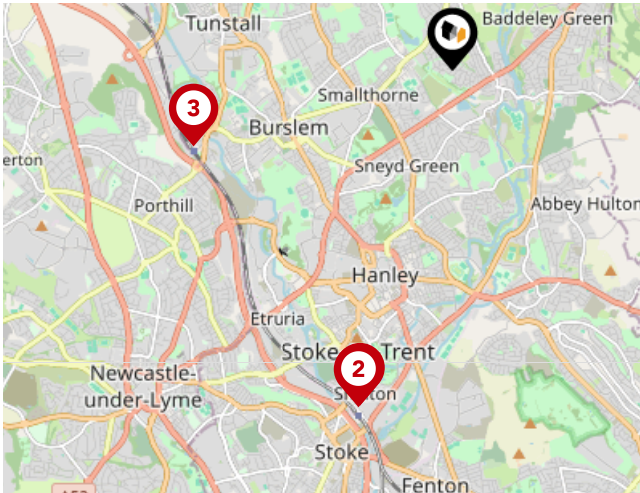 Tunstall
Baddeley Green
3
Smallthorne
Burslem
erton
Sneyd Green
Porthill
Abbey Hulton
Hanley
Etruria
Stoke Trent
2
Newcastle-
under-Lyme
Stoke
Fenton